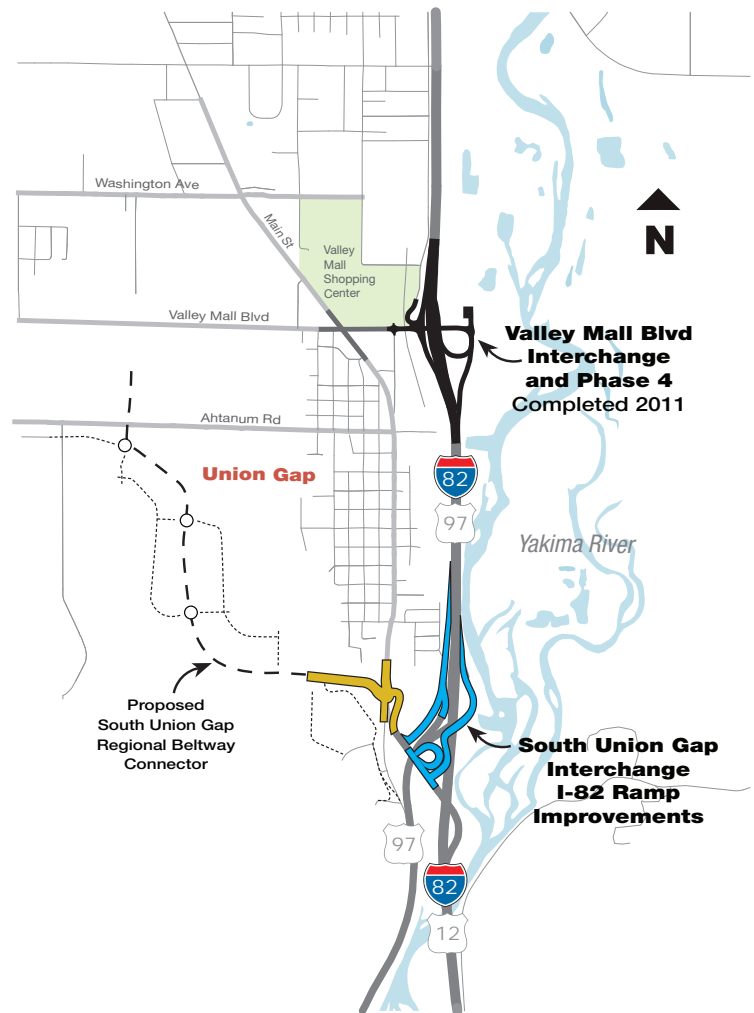 Washington Ave
Main St
N
Valley
Mall
Shopping
Center
Valley Mall Blvd
Valley Mall Blvd
Interchange
and Phase 4
Completed 2011
Ahtanum Rd
Union Gap
82
97
Yakima River
Proposed
South Union Gap
Regional Beltway
Connector
South Union Gap
Interchange
I-82 Ramp
Improvements
97
82
12